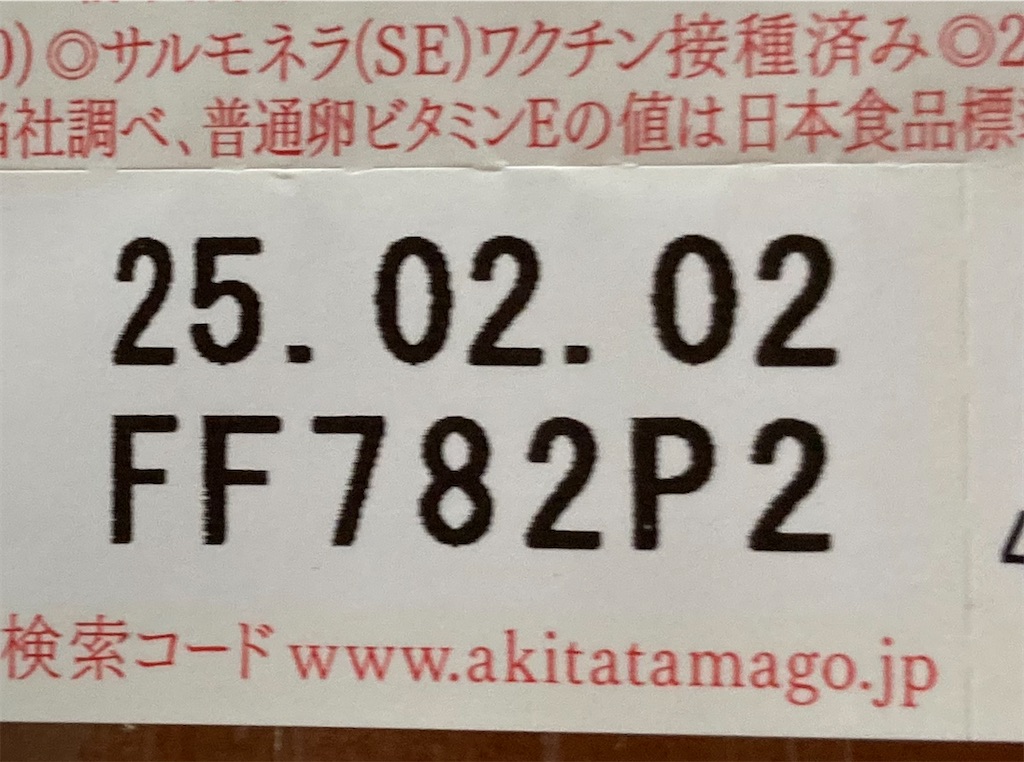 ) ◎サルモネラ(SE)ワクチン接種済み ◎2
社調べ、普通卵ビタミンEの値は日本食品標
25. 02. 02
FF782P2
検索コード www.akitatamago.jp